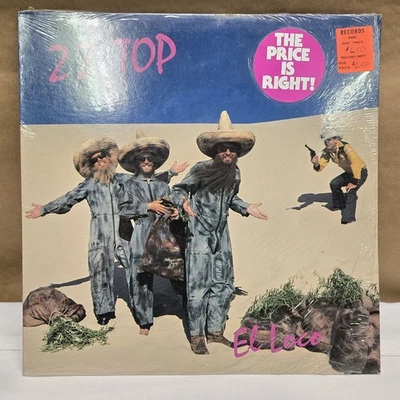 ZZ TOP
THE
PRICE
IS
RIGHT!
RECORDS
El Loco